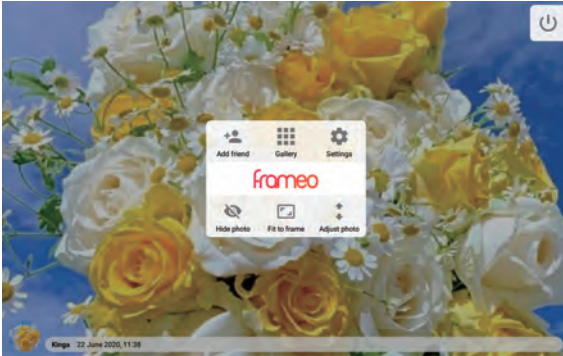 Add friend Gallery Settings
frameo
Hide photo Fit to frame Adjust photo
Kinga 22 June 2020, 11:38